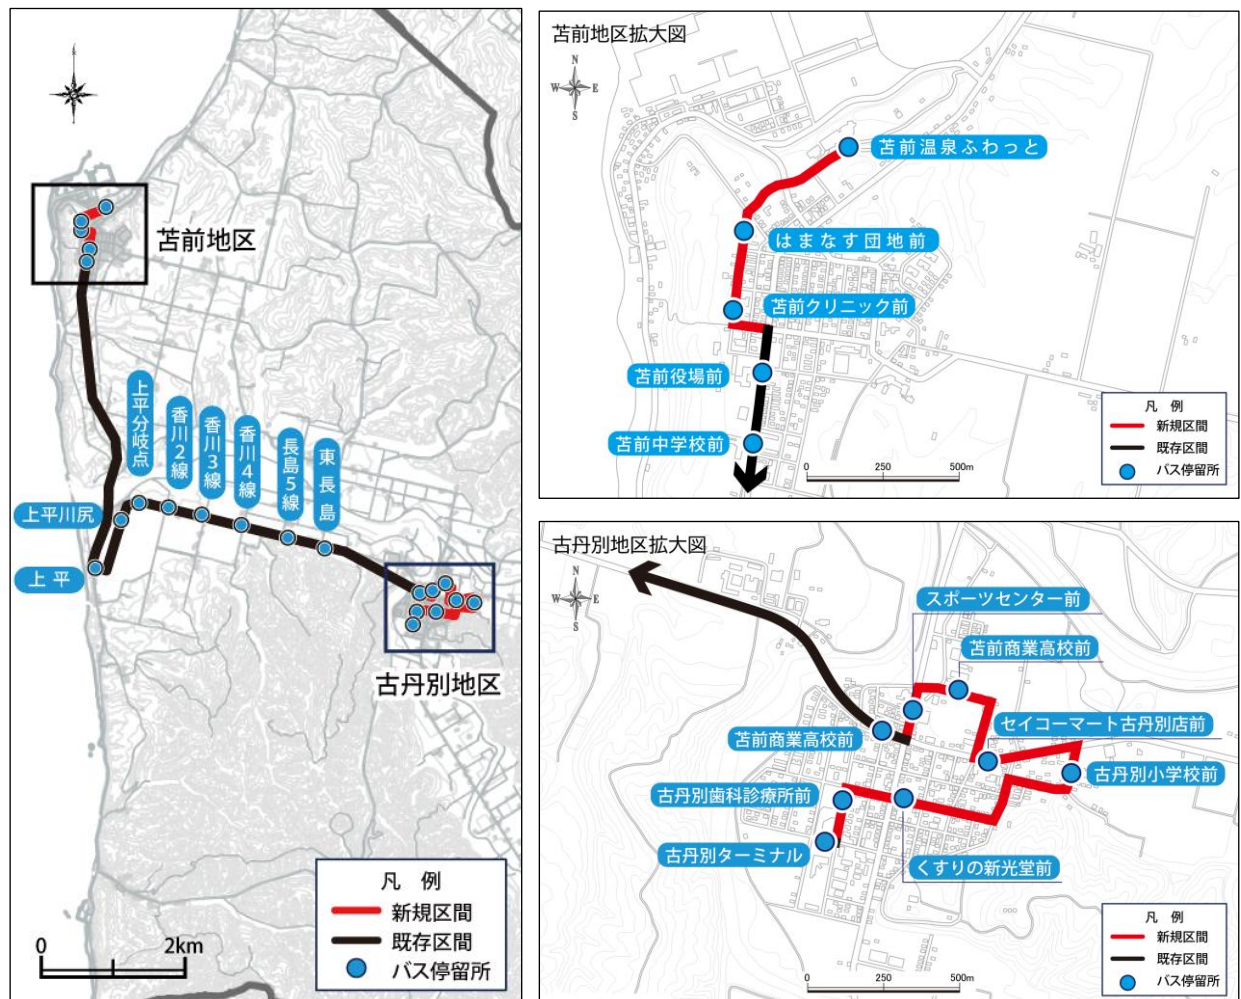 苫前地区
上平分岐点
香川2線
香川3線
香川4線
長島5線
東長島
上平川尻
上平
古丹別地区
凡 例
新規区間
既存区間
バス停留所
0 2km
苫前地区拡大図
N
W E
S
苫前温泉ふわっと
はまなす団地前
苫前クリニック前
苫前役場前
苫前中学校前
凡 例
新規区間
既存区間
バス停留所
0 250 500m
古丹別地区拡大図
N
W E
S
スポーツセンター前
苫前商業高校前
セイコーマート古丹別店前
苫前商業高校前
古丹別小学校前
古丹別歯科診療所前
古丹別ターミナル
くすりの新光堂前
凡 例
新規区間
既存区間
バス停留所
0 250 500m